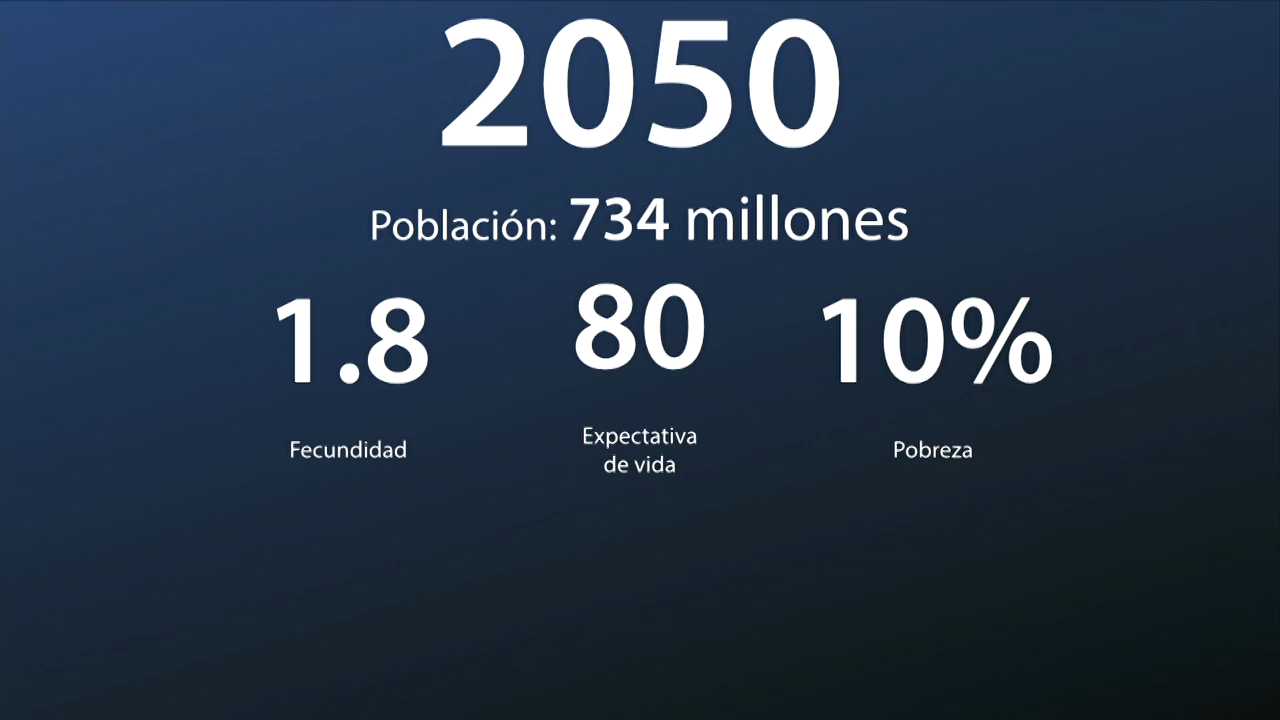 2050
Población: 734 millones
1.8
80
10%
Fecundidad
Expectativa
de vida
Pobreza